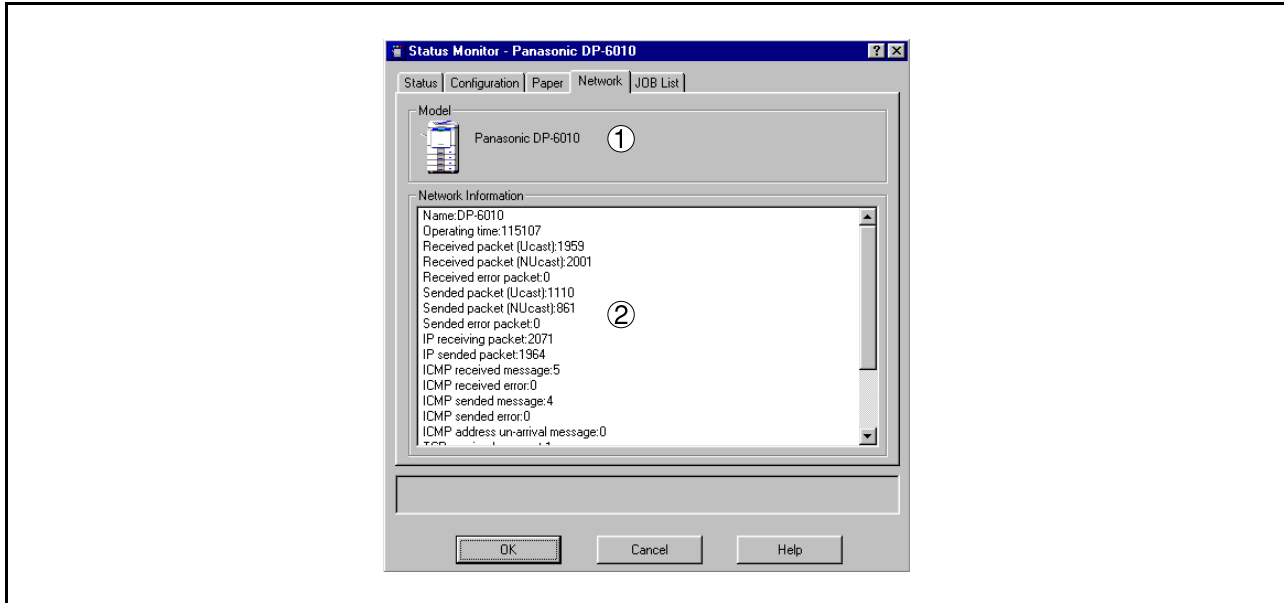 Status Monitor - Panasonic DP-6010
Status Configuration Paper Network JOB List
Model
Panasonic DP-6010 ①
Network Information
Name:DP-6010
Operating time:115107
Received packet (Ucast):1959
Received packet (NUcast):2001
Received error packet:0
Sended packet (Ucast):1110
Sended packet (NUcast):861
②
Sended error packet:0
IP receiving packet:2071
IP sended packet:1964
ICMP received message:5
ICMP received error:0
ICMP sended message:4
ICMP sended error:0
ICMP address un-arrival message:0
OK Cancel Help